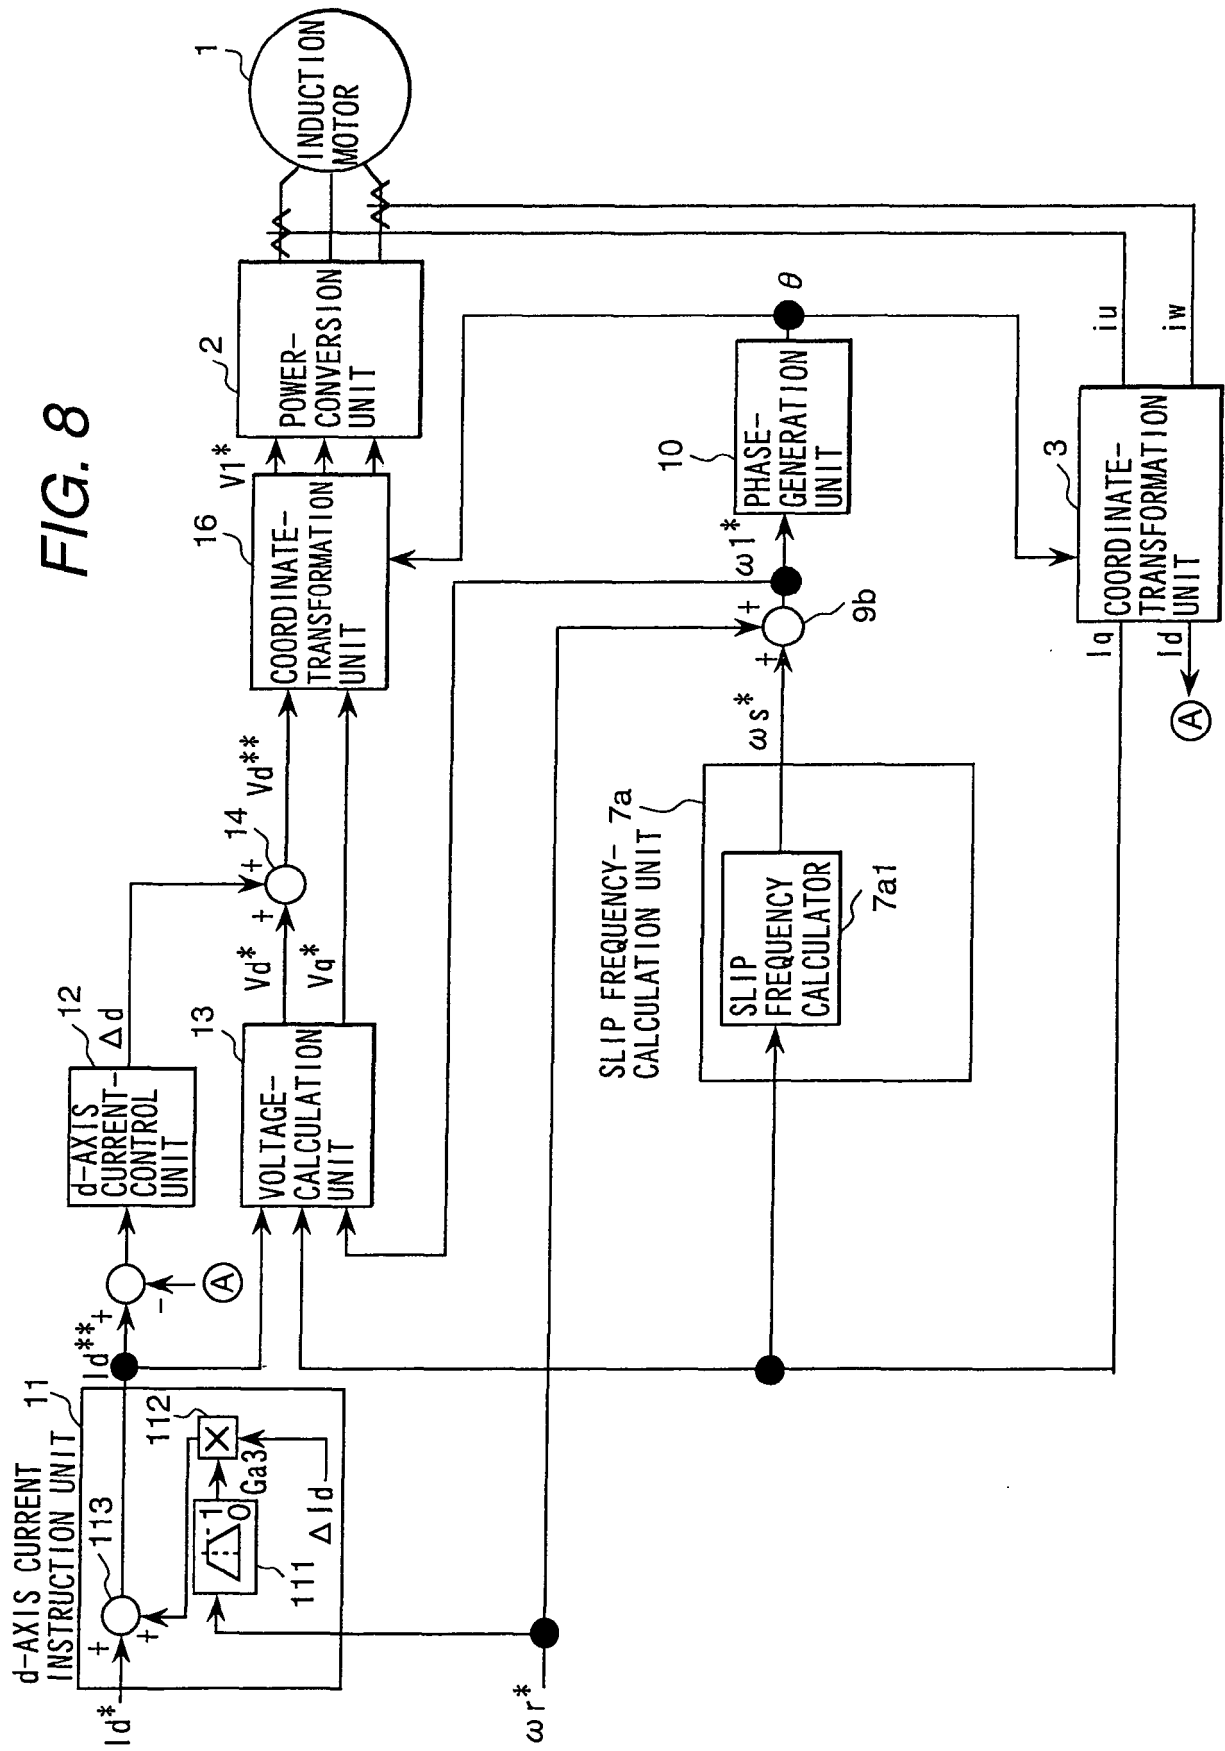 FIG. 8
d-AXIS CURRENT
INSTRUCTION UNIT
11
Id*
+
+
113
112
×
Ga3
1
0
111
ΔId
ωr*
Id**
+
-
A
d-AXIS
CURRENT-
CONTROL
UNIT
12
Δd
VOLTAGE-
CALCULATION
UNIT
13
Vd*
Vq*
+
+
14
Vd**
COORDINATE-
TRANSFORMATION
UNIT
16
V1*
POWER-
CONVERSION
UNIT
2
INDUCTION
MOTOR
1
SLIP FREQUENCY-
CALCULATION UNIT
7a
SLIP
FREQUENCY
CALCULATOR
7a1
ωs*
+
+
9b
ω1*
PHASE-
GENERATION
UNIT
10
θ
COORDINATE-
TRANSFORMATION
UNIT
3
iu
iw
Iq
Id
A